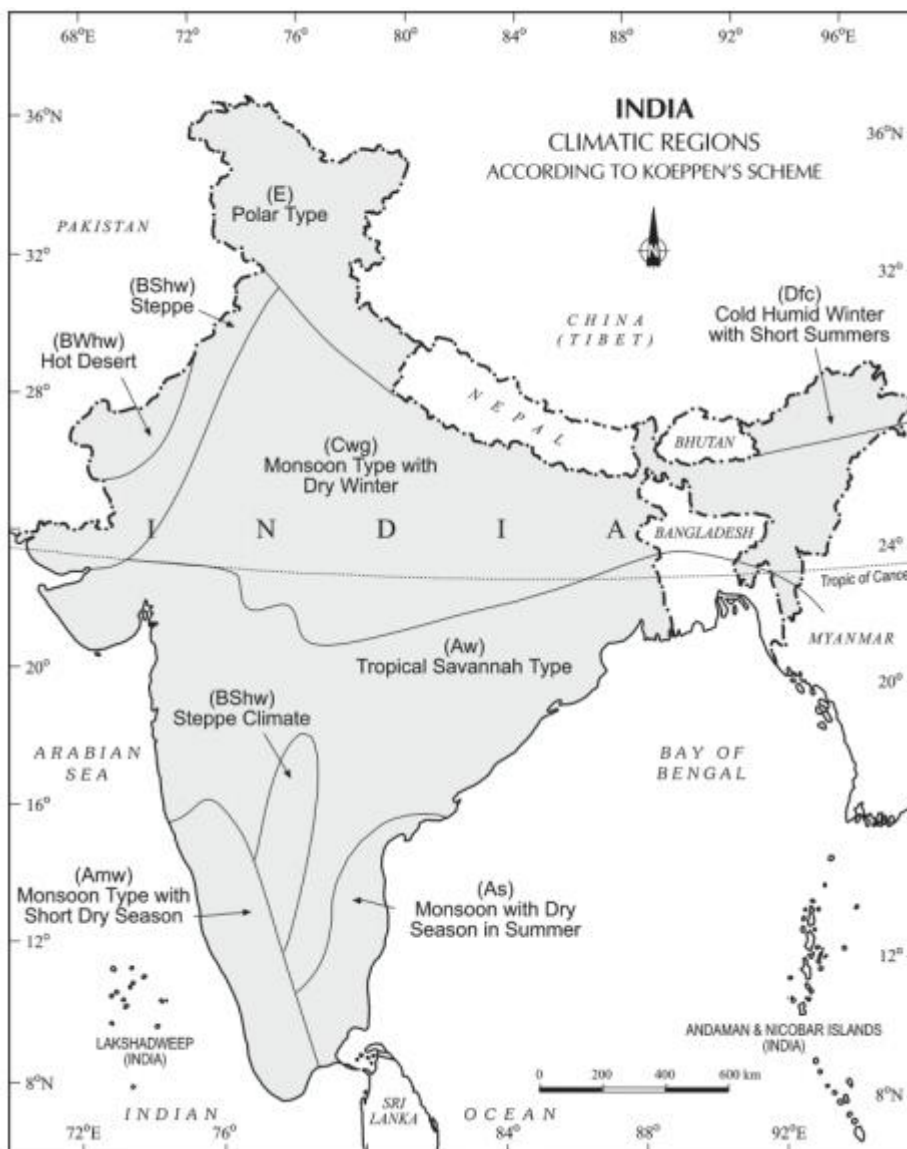 68°E 72° 76° 80° 84° 88° 92° 96°E
INDIA
CLIMATIC REGIONS
ACCORDING TO KOEPPEN'S SCHEME
36°N
36°N
(E)
Polar Type
PAKISTAN
N
32°
32°
(BShw)
Steppe
(BWhw)
Hot Desert
CHINA
(TIBET)
(Dfc)
Cold Humid Winter
with Short Summers
28°
NEPAL
BHUTAN
(Cwg)
Monsoon Type with
Dry Winter
I N D I A
BANGLADESH
24°
24°
Tropic of Cance
MYANMAR
(Aw)
Tropical Savannah Type
20°
20°
(BShw)
Steppe Climate
ARABIAN
SEA
BAY OF
BENGAL
16°
16°
(Amw)
Monsoon Type with
Short Dry Season
(As)
Monsoon with Dry
Season in Summer
12°
12°
LAKSHADWEEP
(INDIA)
ANDAMAN & NICOBAR ISLANDS
(INDIA)
0 200 400 600 km
8°N
8°N
SRI
LANKA
INDIAN OCEAN
72°E 76° 84° 88° 92°E